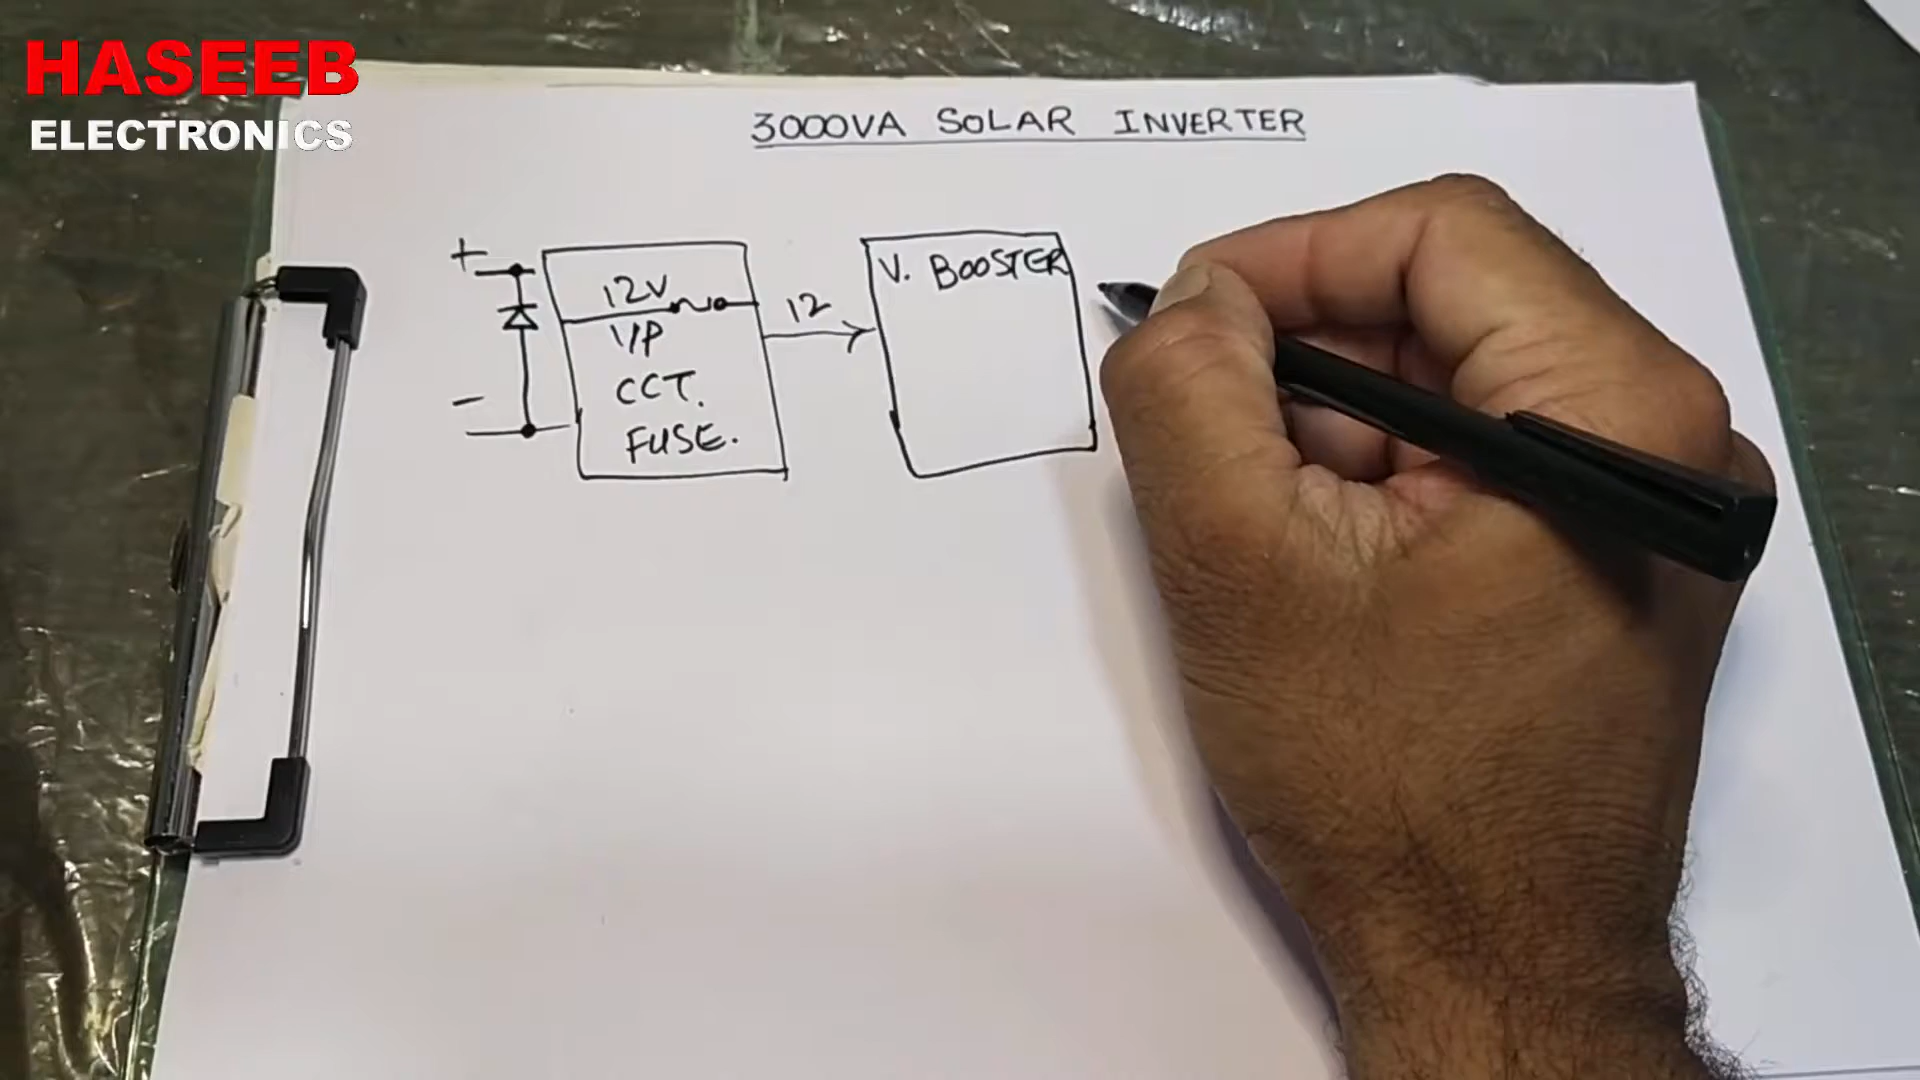 HASEEB
ELECTRONICS
3000VA SOLAR INVERTER
+
-
12V
I/P
CCT.
FUSE.
12
V. BOOSTER